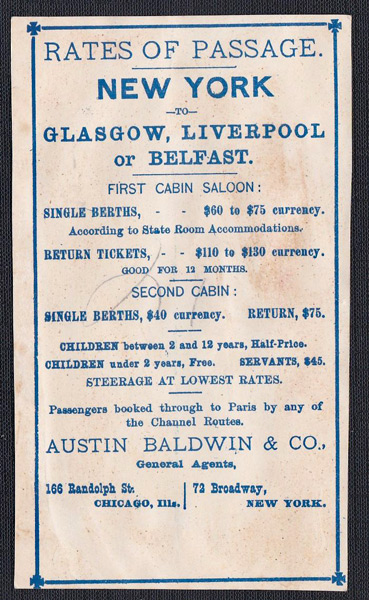 RATES OF PASSAGE.
NEW YORK
—TO—
GLASGOW, LIVERPOOL
or BELFAST.
FIRST CABIN SALOON:
SINGLE BERTHS, - - $60 to $75 currency.
According to State Room Accommodations.
RETURN TICKETS, - - $110 to $130 currency.
GOOD FOR 12 MONTHS.
SECOND CABIN:
SINGLE BERTHS, $40 currency. RETURN, $75.
CHILDREN between 2 and 12 years, Half-Price.
CHILDREN under 2 years, Free. SERVANTS, $45.
STEERAGE AT LOWEST RATES.
Passengers booked through to Paris by any of
the Channel Routes.
AUSTIN BALDWIN & CO.,
General Agents,
166 Randolph St. 72 Broadway,
CHICAGO, Ills. NEW YORK.